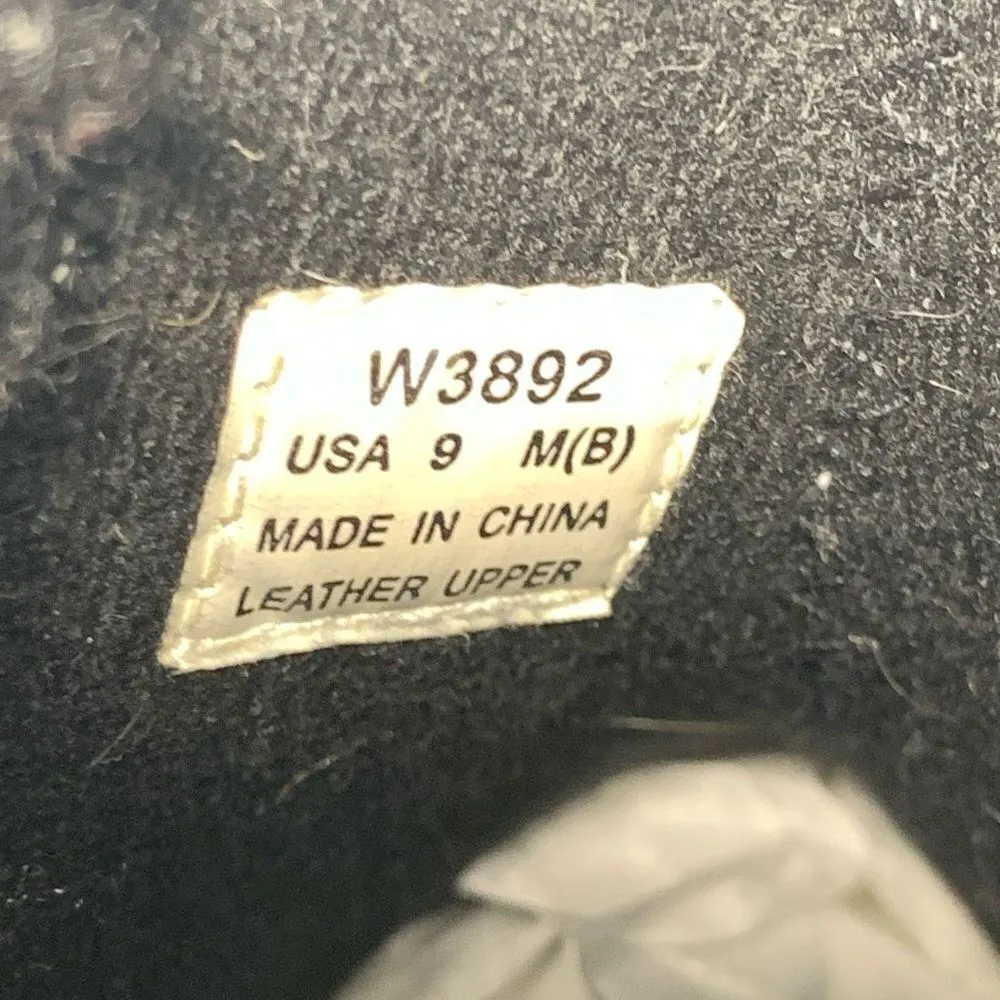 W3892
USA 9 M(B)
MADE IN CHINA
LEATHER UPPER